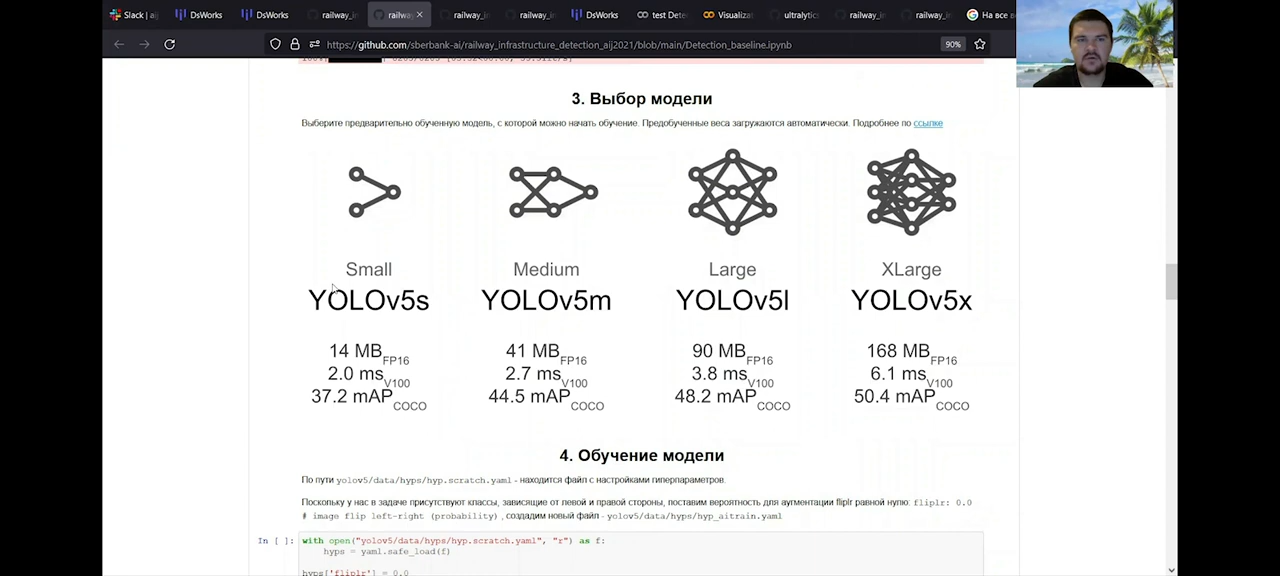 Slack | aij
DsWorks
DsWorks
railway_i
railwa
railway_i
railway_i
DsWorks
test Dete
Visualiza
ultralytics
railway_i
railway_i
На все в
https://github.com/sberbank-ai/railway_infrastructure_detection_aij2021/blob/main/Detection_baseline.ipynb
90%
3. Выбор модели
Выберите предварительно обученную модель, с которой можно начать обучение. Предобученные веса загружаются автоматически. Подробнее по ссылке
Small Medium Large XLarge
YOLOv5s YOLOv5m YOLOv5l YOLOv5x
14 MB FP16 41 MB FP16 90 MB FP16 168 MB FP16
2.0 ms V100 2.7 ms V100 3.8 ms V100 6.1 ms V100
37.2 mAP COCO 44.5 mAP COCO 48.2 mAP COCO 50.4 mAP COCO
4. Обучение модели
По пути yolov5/data/hyps/hyp.scratch.yaml - находится файл с настройками гиперпараметров.
Поскольку у нас в задаче присутствуют классы, зависящие от левой и правой стороны, поставим вероятность для аугментации fliplr равной нулю: fliplr: 0.0
# image flip left-right (probability) , создадим новый файл - yolov5/data/hyps/hyp_aitrain.yaml
In [ ]: with open("yolov5/data/hyps/hyp.scratch.yaml", "r") as f:
hyps = yaml.safe_load(f)
hyps['fliplr'] = 0.0